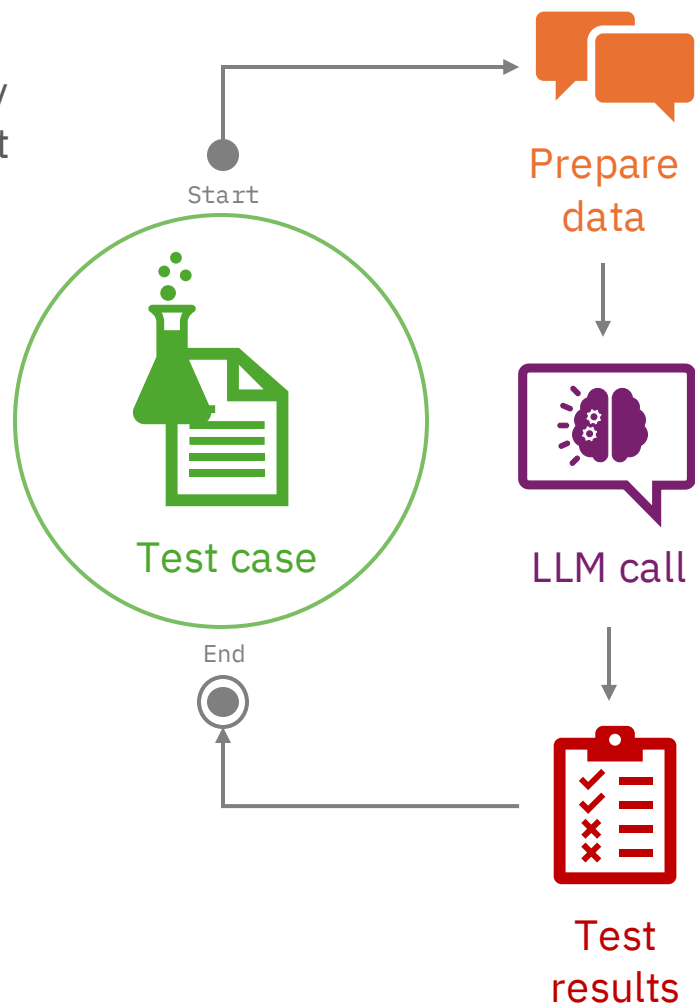 Start
Prepare
data
Test case
LLM call
End
Test
results